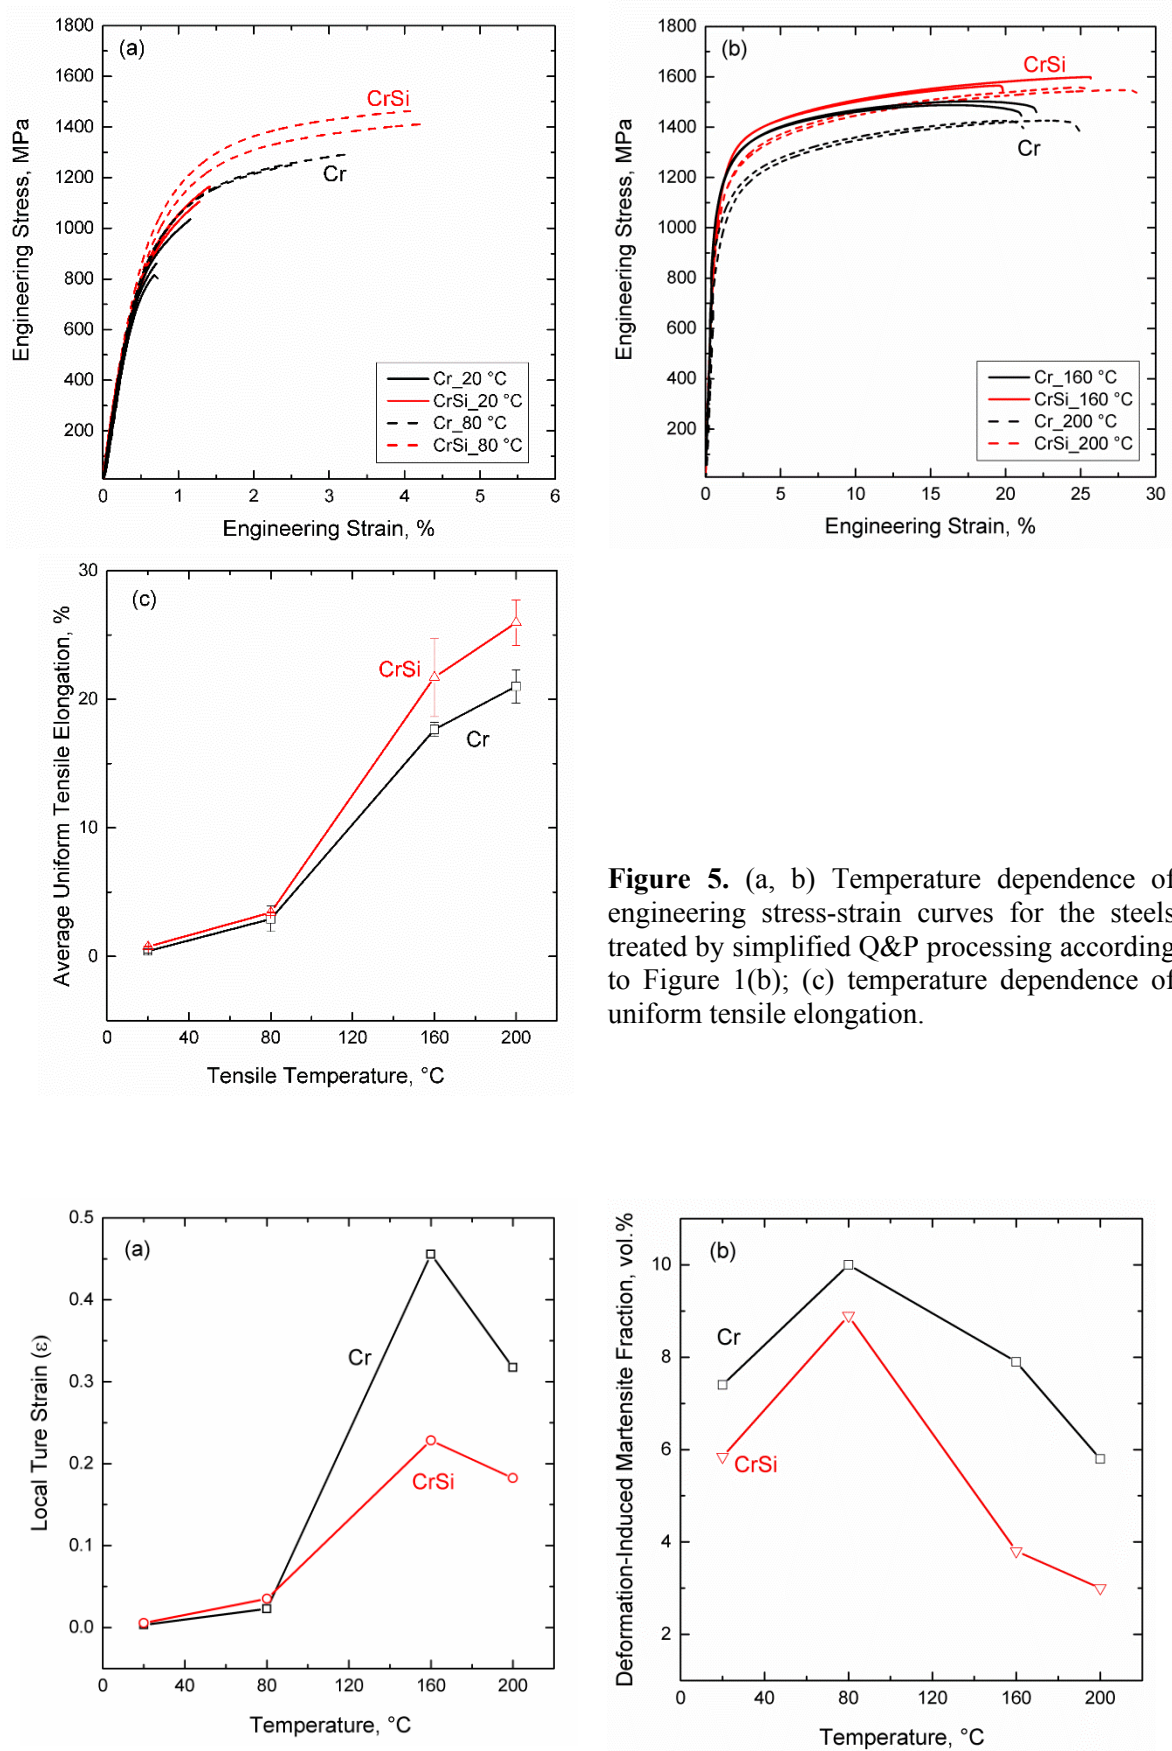 (a)
1800
1600
1400
1200
1000
800
600
400
200
Engineering Stress, MPa
CrSi
Cr
Cr_20 °C
CrSi_20 °C
Cr_80 °C
CrSi_80 °C
0 1 2 3 4 5 6
Engineering Strain, %
(b)
1800
1600
1400
1200
1000
800
600
400
200
Engineering Stress, MPa
CrSi
Cr
Cr_160 °C
CrSi_160 °C
Cr_200 °C
CrSi_200 °C
0 5 10 15 20 25 30
Engineering Strain, %
(c)
30
20
10
0
Average Uniform Tensile Elongation, %
CrSi
Cr
0 40 80 120 160 200
Tensile Temperature, °C
Figure 5. (a, b) Temperature dependence of
engineering stress-strain curves for the steels
treated by simplified Q&P processing according
to Figure 1(b); (c) temperature dependence of
uniform tensile elongation.
(a)
0.5
0.4
0.3
0.2
0.1
0.0
Local Ture Strain (ε)
Cr
CrSi
0 40 80 120 160 200
Temperature, °C
(b)
10
8
6
4
2
Deformation-Induced Martensite Fraction, vol.%
Cr
CrSi
0 40 80 120 160 200
Temperature, °C